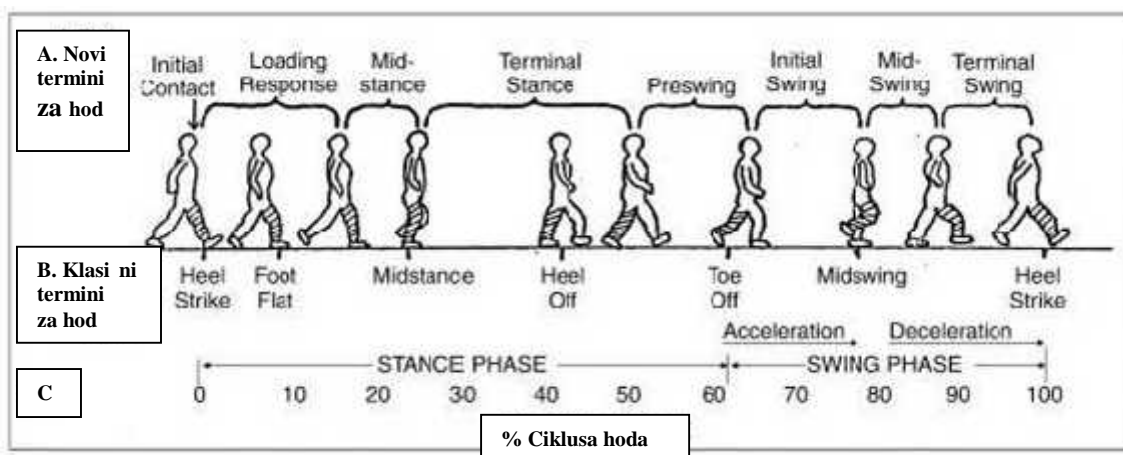 A. Novi
termini
za hod
Initial
Contact
Loading
Response
Mid-
stance
Terminal
Stance
Preswing
Initial
Swing
Mid-
Swing
Terminal
Swing
B. Klasi ni
termini
za hod
Heel
Strike
Foot
Flat
Midstance
Heel
Off
Toe
Off
Midswing
Heel
Strike
Acceleration
Deceleration
STANCE PHASE
SWING PHASE
C
0 10 20 30 40 50 60 70 80 90 100
% Ciklusa hoda